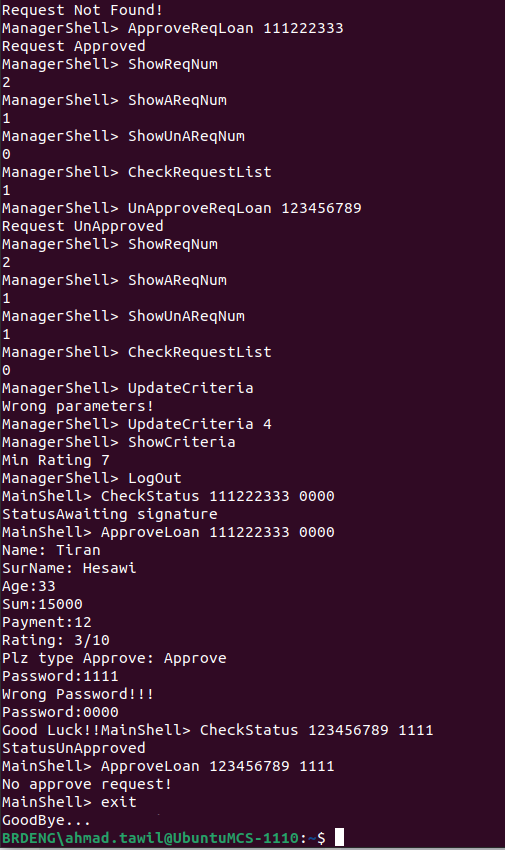 Request Not Found!
ManagerShell> ApproveReqLoan 111222333
Request Approved
ManagerShell> ShowReqNum
2
ManagerShell> ShowAReqNum
1
ManagerShell> ShowUnAReqNum
0
ManagerShell> CheckRequestList
1
ManagerShell> UnApproveReqLoan 123456789
Request UnApproved
ManagerShell> ShowReqNum
2
ManagerShell> ShowAReqNum
1
ManagerShell> ShowUnAReqNum
1
ManagerShell> CheckRequestList
0
ManagerShell> UpdateCriteria
Wrong parameters!
ManagerShell> UpdateCriteria 4
ManagerShell> ShowCriteria
Min Rating 7
ManagerShell> LogOut
MainShell> CheckStatus 111222333 0000
StatusAwaiting signature
MainShell> ApproveLoan 111222333 0000
Name: Tiran
SurName: Hesawi
Age:33
Sum:15000
Payment:12
Rating: 3/10
Plz type Approve: Approve
Password:1111
Wrong Password!!!
Password:0000
Good Luck!!MainShell> CheckStatus 123456789 1111
StatusUnApproved
MainShell> ApproveLoan 123456789 1111
No approve request!
MainShell> exit
GoodBye...
BRDENG\ahmad.tawil@UbuntuMCS-1110:~$